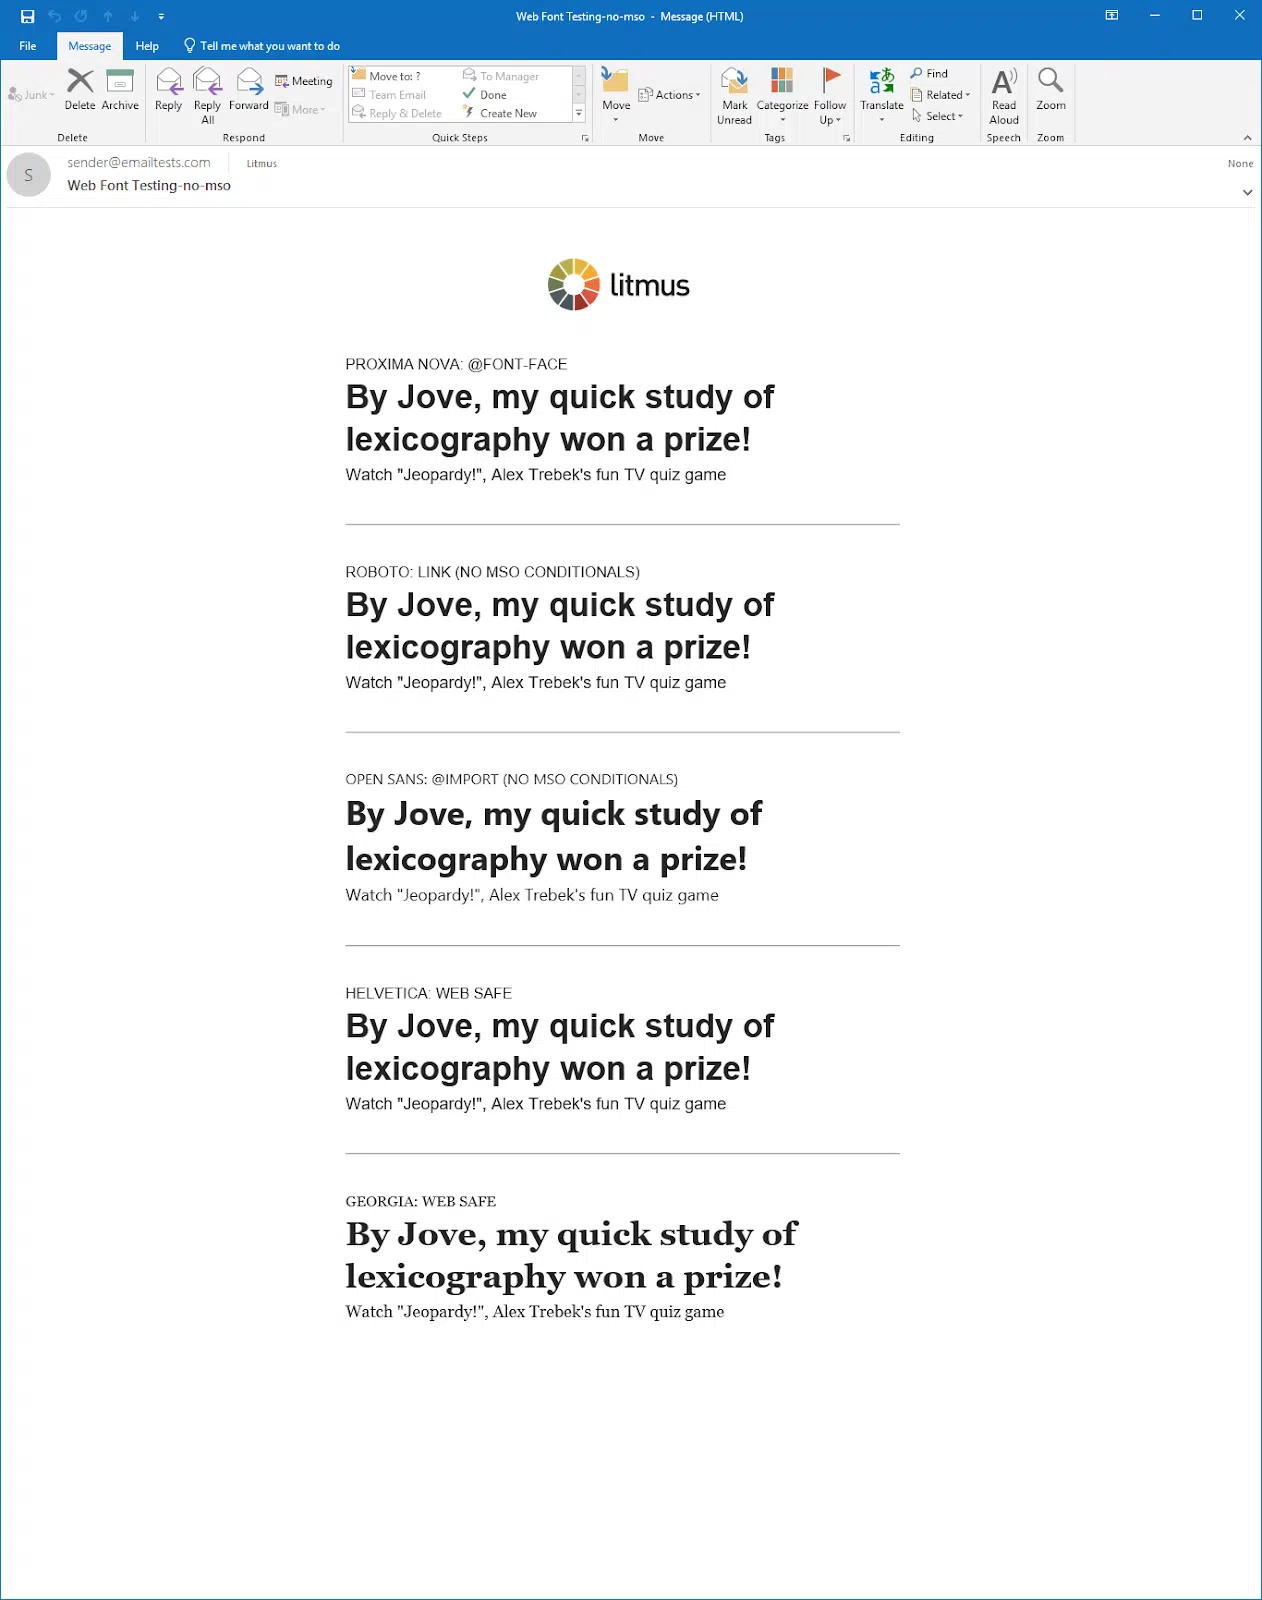 Web Font Testing-no-mso - Message (HTML)
File Message Help Tell me what you want to do
Junk
Delete
Archive
Delete
Reply
Reply All
Forward
Meeting
More
Respond
Move to: ?
To Manager
Team Email
Done
Reply & Delete
Create New
Quick Steps
Move
Actions
Move
Mark Unread
Categorize
Follow Up
Tags
Translate
Find
Related
Select
Editing
A
Read Aloud
Speech
Zoom
Zoom
S
sender@emailtests.com Litmus
None
Web Font Testing-no-mso
litmus
PROXIMA NOVA: @FONT-FACE
By Jove, my quick study of
lexicography won a prize!
Watch "Jeopardy!", Alex Trebek's fun TV quiz game
ROBOTO: LINK (NO MSO CONDITIONALS)
By Jove, my quick study of
lexicography won a prize!
Watch "Jeopardy!", Alex Trebek's fun TV quiz game
OPEN SANS: @IMPORT (NO MSO CONDITIONALS)
By Jove, my quick study of
lexicography won a prize!
Watch "Jeopardy!", Alex Trebek's fun TV quiz game
HELVETICA: WEB SAFE
By Jove, my quick study of
lexicography won a prize!
Watch "Jeopardy!", Alex Trebek's fun TV quiz game
GEORGIA: WEB SAFE
By Jove, my quick study of
lexicography won a prize!
Watch "Jeopardy!", Alex Trebek's fun TV quiz game